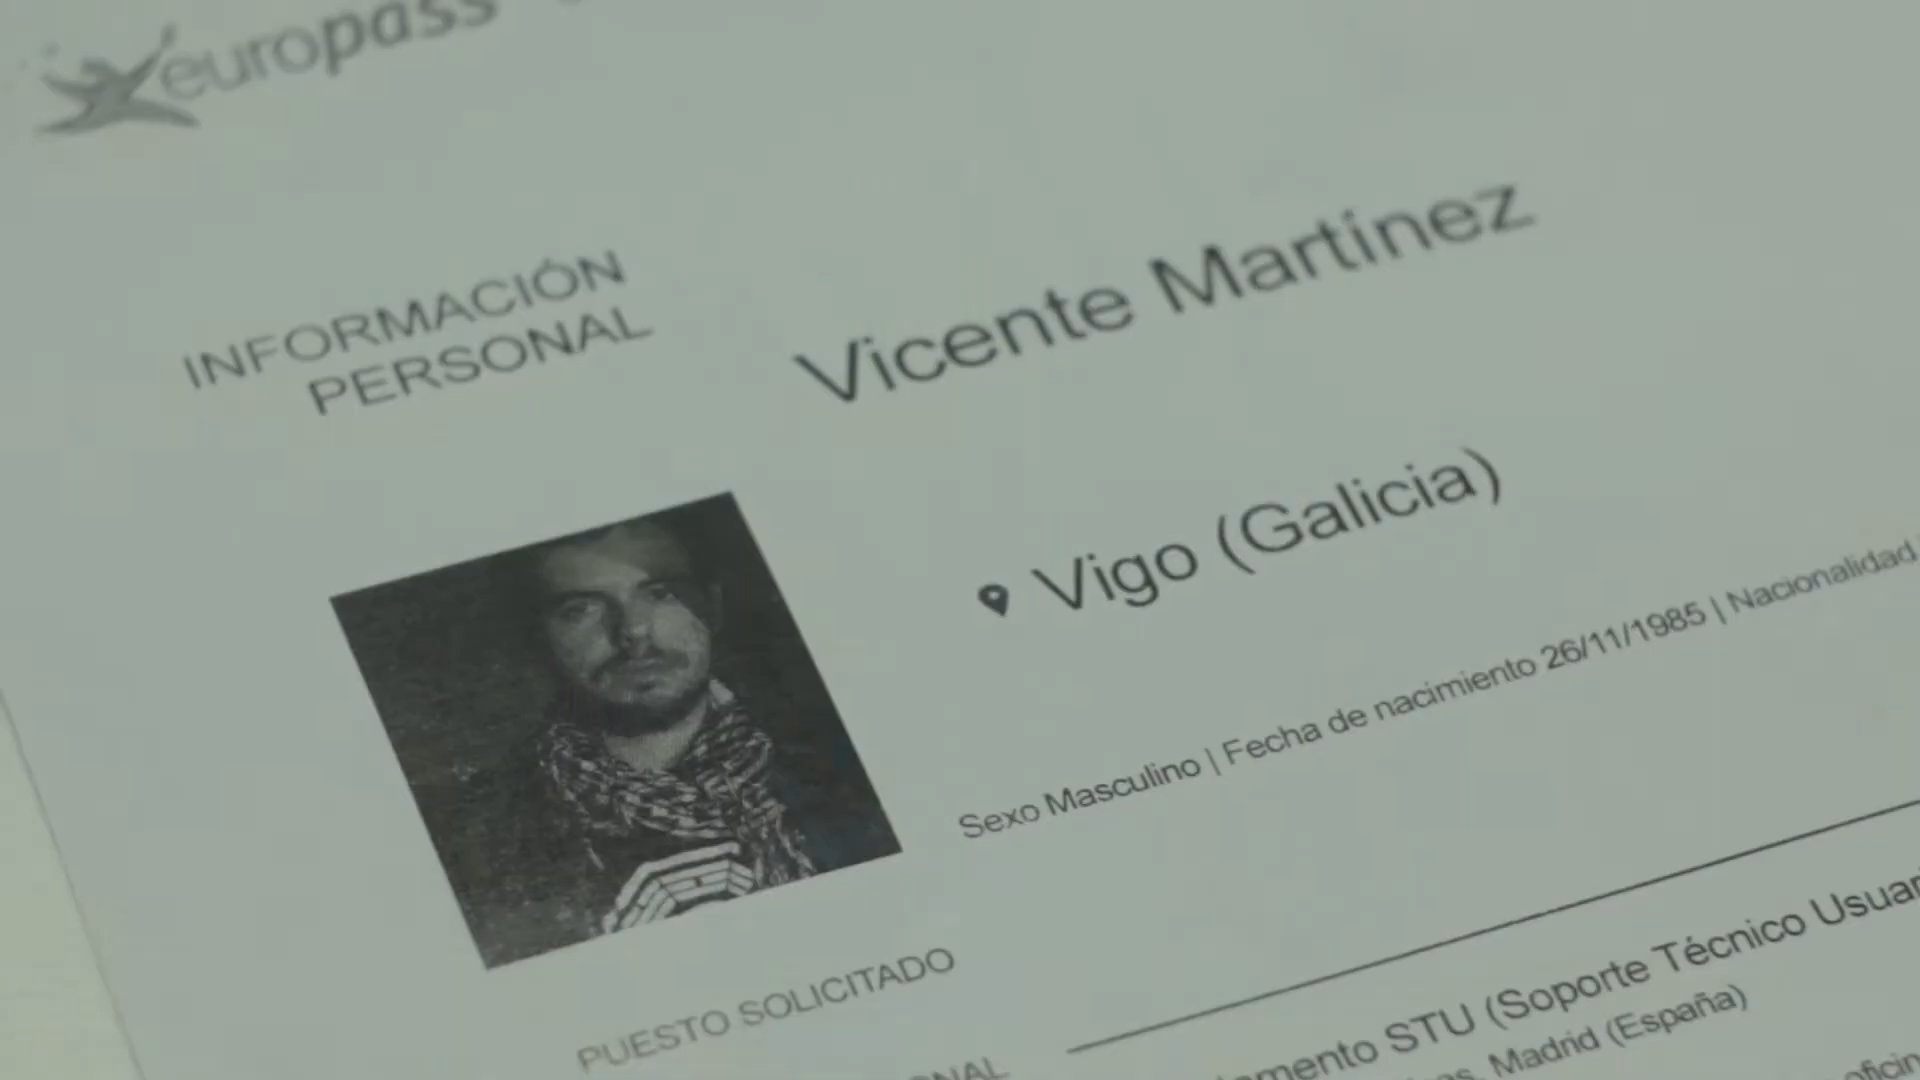 europass
INFORMACIÓN
PERSONAL
Vicente Martínez
Vigo (Galicia)
Sexo Masculino | Fecha de nacimiento 26/11/1985 | Nacionalidad
PUESTO SOLICITADO
STU (Soporte Técnico
Madrid (España)